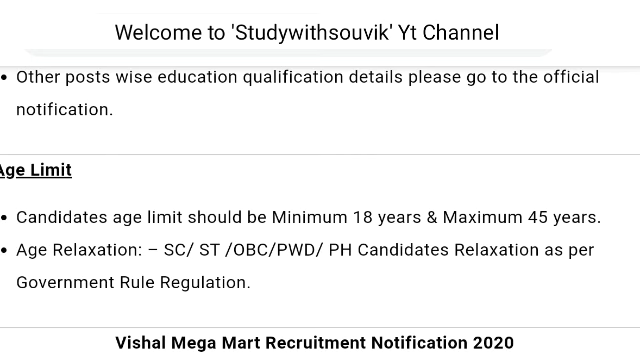 Welcome to 'Studywithsouvik' Yt Channel
• Other posts wise education qualification details please go to the official
notification.
Age Limit
• Candidates age limit should be Minimum 18 years & Maximum 45 years.
• Age Relaxation: – SC/ ST /OBC/PWD/ PH Candidates Relaxation as per
Government Rule Regulation.
Vishal Mega Mart Recruitment Notification 2020